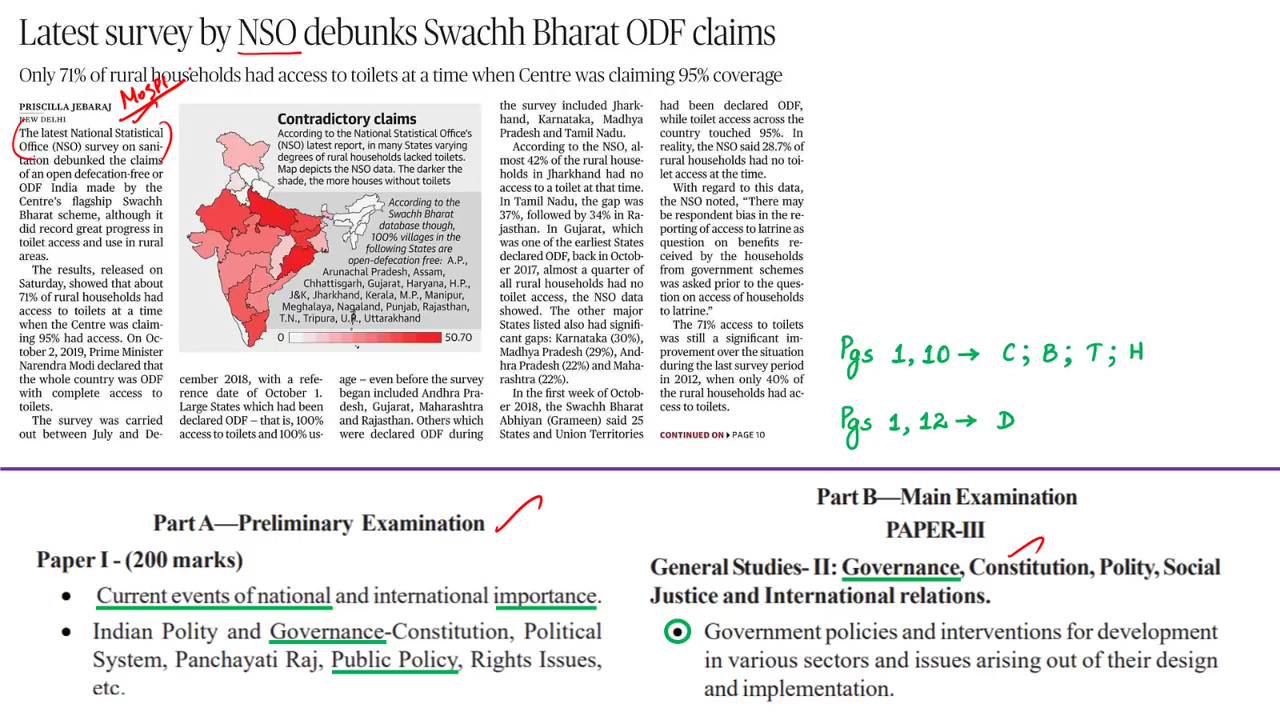 Latest survey by NSO debunks Swachh Bharat ODF claims
Only 71% of rural households had access to toilets at a time when Centre was claiming 95% coverage
MoSPI
PRISCILLA JEBARAJ
NEW DELHI
The latest National Statistical
Office (NSO) survey on sani-
tation debunked the claims
of an open defecation-free or
ODF India made by the
Centre's flagship Swachh
Bharat scheme, although it
did record great progress in
toilet access and use in rural
areas.
The results, released on
Saturday, showed that about
71% of rural households had
access to toilets at a time
when the Centre was claim-
ing 95% had access. On Oc-
tober 2, 2019, Prime Minister
Narendra Modi declared that
the whole country was ODF
with complete access to
toilets.
The survey was carried
out between July and De-
Contradictory claims
According to the National Statistical Office's
(NSO) latest report, in many States varying
degrees of rural households lacked toilets.
Map depicts the NSO data. The darker the
shade, the more houses without toilets
According to the
Swachh Bharat
database though,
100% villages in the
following States are
open-defecation free: A.P.,
Arunachal Pradesh, Assam,
Chhattisgarh, Gujarat, Haryana, H.P.,
J&K, Jharkhand, Kerala, M.P., Manipur,
Meghalaya, Nagaland, Punjab, Rajasthan,
T.N., Tripura, U.P., Uttarakhand
0 50.70
cember 2018, with a refe-
rence date of October 1.
Large States which had been
declared ODF – that is, 100%
access to toilets and 100% us-
age – even before the survey
began included Andhra Pra-
desh, Gujarat, Maharashtra
and Rajasthan. Others which
were declared ODF during
the survey included Jhark-
hand, Karnataka, Madhya
Pradesh and Tamil Nadu.
According to the NSO, al-
most 42% of the rural house-
holds in Jharkhand had no
access to a toilet at that time.
In Tamil Nadu, the gap was
37%, followed by 34% in Ra-
jasthan. In Gujarat, which
was one of the earliest States
declared ODF, back in Octo-
ber 2017, almost a quarter of
all rural households had no
toilet access, the NSO data
showed. The other major
States listed also had signifi-
cant gaps: Karnataka (30%),
Madhya Pradesh (29%), And-
hra Pradesh (22%) and Maha-
rashtra (22%).
In the first week of Octo-
ber 2018, the Swachh Bharat
Abhiyan (Grameen) said 25
States and Union Territories
had been declared ODF,
while toilet access across the
country touched 95%. In
reality, the NSO said 28.7% of
rural households had no toi-
let access at the time.
With regard to this data,
the NSO noted, "There may
be respondent bias in the re-
porting of access to latrine as
question on benefits re-
ceived by the households
from government schemes
was asked prior to the ques-
tion on access of households
to latrine."
The 71% access to toilets
was still a significant im-
provement over the situation
during the last survey period
in 2012, when only 40% of
the rural households had ac-
cess to toilets.
CONTINUED ON ▸ PAGE 10
Pgs 1, 10 → C; B; T; H
Pgs 1, 12 → D
Part A—Preliminary Examination
Paper I - (200 marks)
• Current events of national and international importance.
• Indian Polity and Governance-Constitution, Political
System, Panchayati Raj, Public Policy, Rights Issues,
etc.
Part B—Main Examination
PAPER-III
General Studies- II: Governance, Constitution, Polity, Social
Justice and International relations.
• Government policies and interventions for development
in various sectors and issues arising out of their design
and implementation.